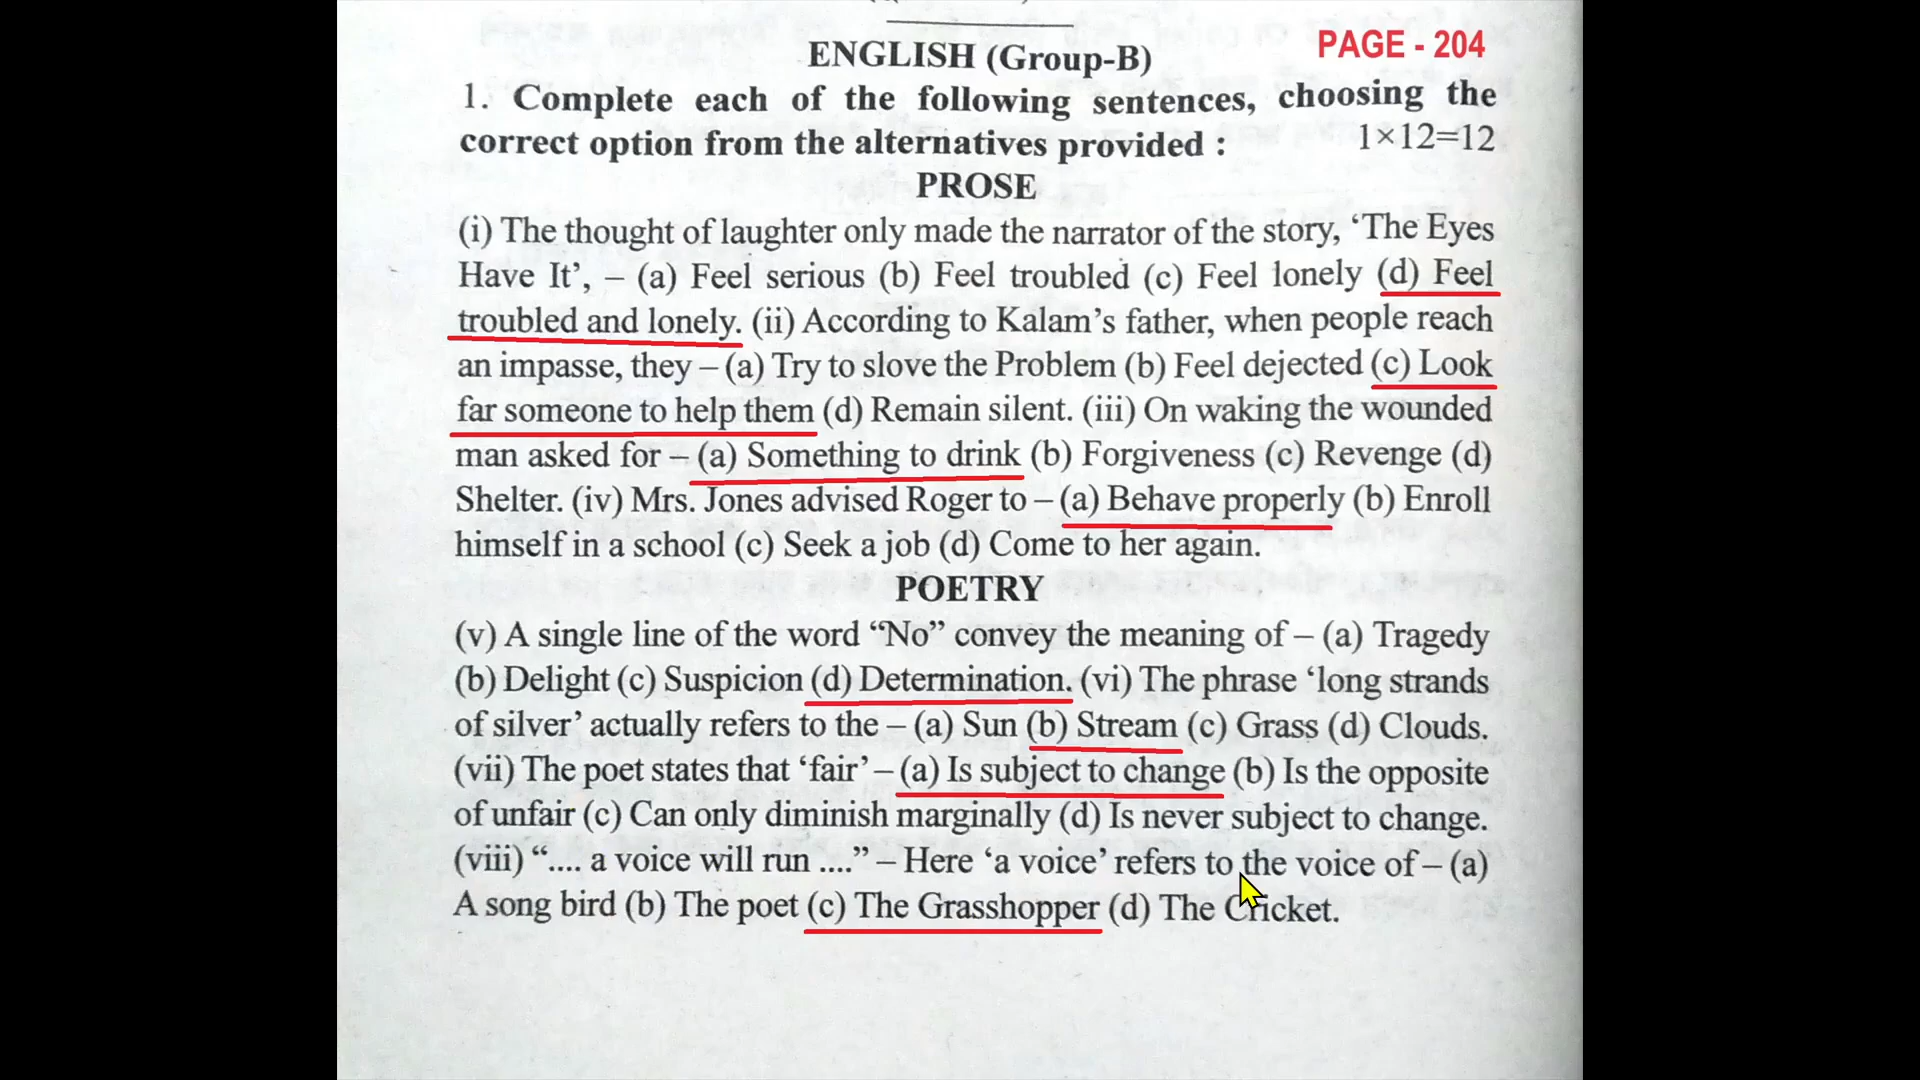 ENGLISH (Group-B)
PAGE - 204
1. Complete each of the following sentences, choosing the
correct option from the alternatives provided : 1×12=12
PROSE
(i) The thought of laughter only made the narrator of the story, ‘The Eyes
Have It’, – (a) Feel serious (b) Feel troubled (c) Feel lonely (d) Feel
troubled and lonely. (ii) According to Kalam’s father, when people reach
an impasse, they – (a) Try to slove the Problem (b) Feel dejected (c) Look
far someone to help them (d) Remain silent. (iii) On waking the wounded
man asked for – (a) Something to drink (b) Forgiveness (c) Revenge (d)
Shelter. (iv) Mrs. Jones advised Roger to – (a) Behave properly (b) Enroll
himself in a school (c) Seek a job (d) Come to her again.
POETRY
(v) A single line of the word “No” convey the meaning of – (a) Tragedy
(b) Delight (c) Suspicion (d) Determination. (vi) The phrase ‘long strands
of silver’ actually refers to the – (a) Sun (b) Stream (c) Grass (d) Clouds.
(vii) The poet states that ‘fair’ – (a) Is subject to change (b) Is the opposite
of unfair (c) Can only diminish marginally (d) Is never subject to change.
(viii) “.... a voice will run ....” – Here ‘a voice’ refers to the voice of – (a)
A song bird (b) The poet (c) The Grasshopper (d) The Cricket.